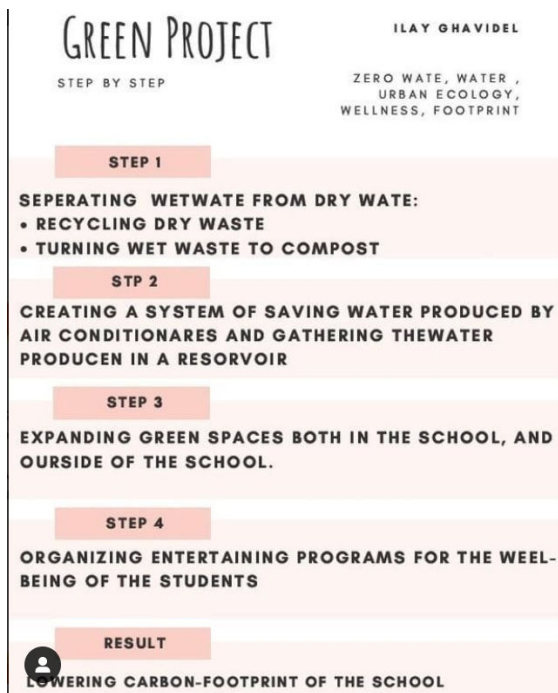 GREEN PROJECT
ILAY GHAVIDEL
STEP BY STEP
ZERO WATE, WATER ,
URBAN ECOLOGY,
WELLNESS, FOOTPRINT
STEP 1
SEPERATING WETWATE FROM DRY WATE:
• RECYCLING DRY WASTE
• TURNING WET WASTE TO COMPOST
STP 2
CREATING A SYSTEM OF SAVING WATER PRODUCED BY
AIR CONDITIONARES AND GATHERING THEWATER
PRODUCEN IN A RESORVOIR
STEP 3
EXPANDING GREEN SPACES BOTH IN THE SCHOOL, AND
OURSIDE OF THE SCHOOL.
STEP 4
ORGANIZING ENTERTAINING PROGRAMS FOR THE WEEL-
BEING OF THE STUDENTS
RESULT
LOWERING CARBON-FOOTPRINT OF THE SCHOOL